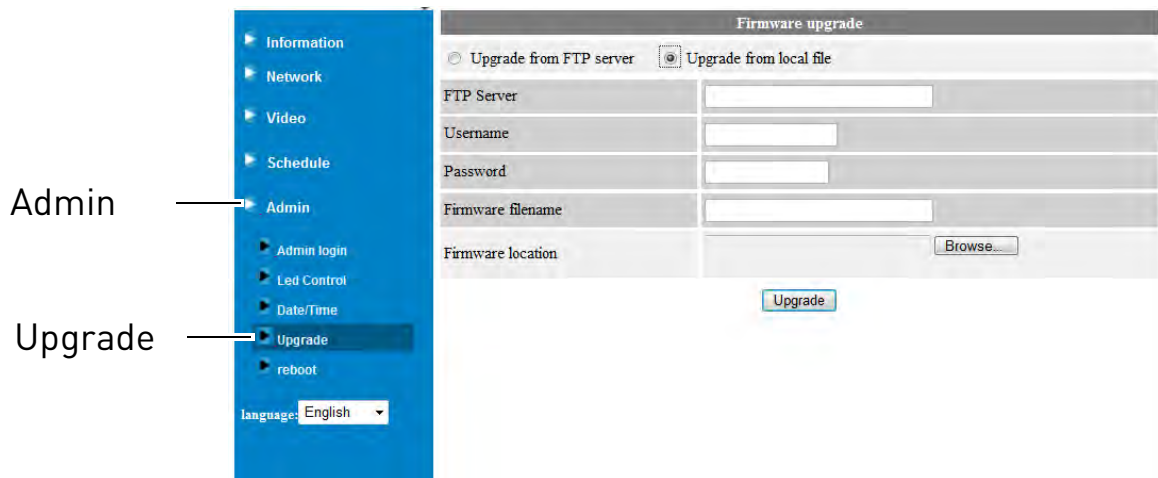 Admin
Upgrade
Information
Network
Video
Schedule
Admin
Admin login
Led Control
Date/Time
Upgrade
reboot
language: English
Firmware upgrade
Upgrade from FTP server Upgrade from local file
FTP Server
Username
Password
Firmware filename
Firmware location Browse...
Upgrade